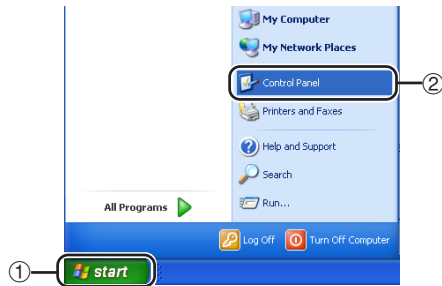 My Computer
My Network Places
Control Panel
②
Printers and Faxes
Help and Support
Search
All Programs
Run...
Log Off
Turn Off Computer
①
start